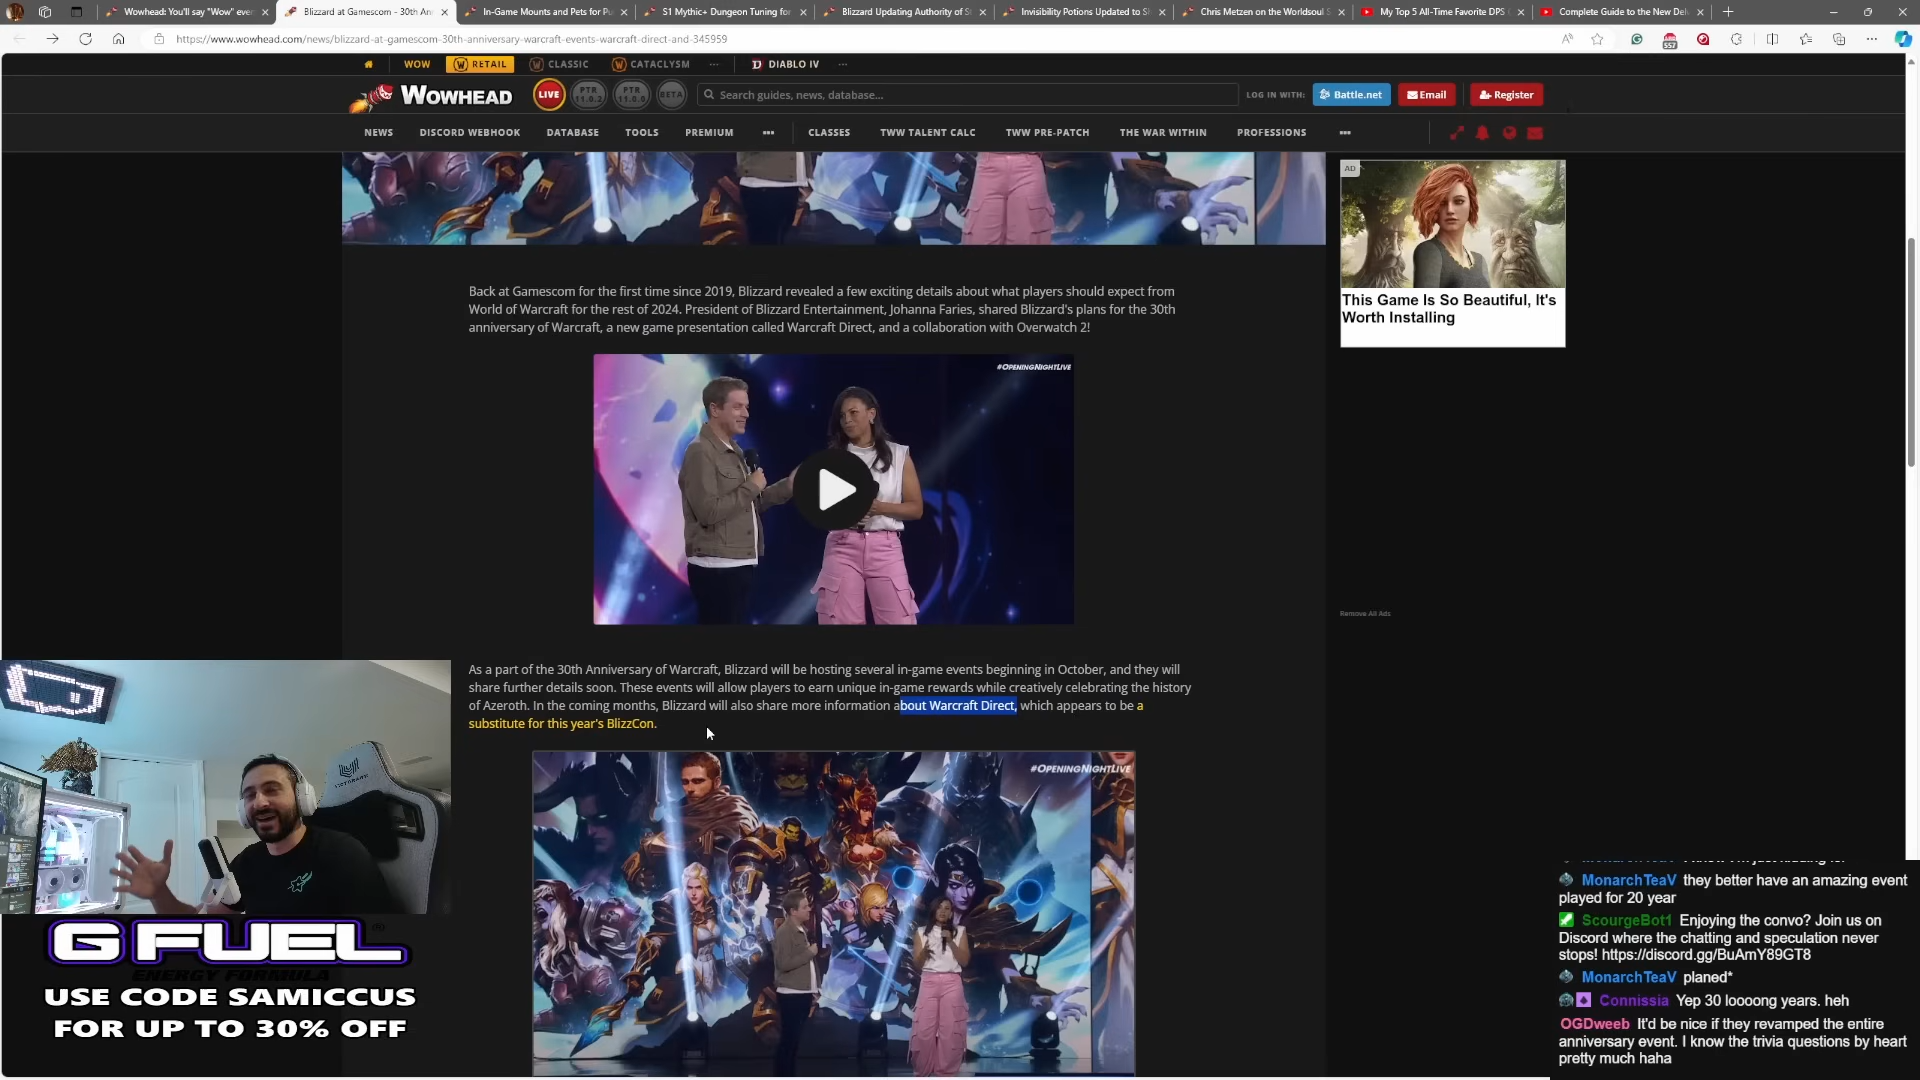 Wowhead: You'll say "Wow" ever
Blizzard at Gamescom - 30th An
In-Game Mounts and Pets for Pu
S1 Mythic+ Dungeon Tuning for
Blizzard Updating Authority of S
Invisibility Potions Updated to S
Chris Metzen on the Worldsoul S
My Top 5 All-Time Favorite DPS
Complete Guide to the New Del
https://www.wowhead.com/news/blizzard-at-gamescom-30th-anniversary-warcraft-events-warcraft-direct-and-345959
WOW RETAIL CLASSIC CATACLYSM ... DIABLO IV ...
WOWHEAD LIVE PTR 11.0.2 PTR 11.0.0 BETA Search guides, news, database... LOG IN WITH: Battle.net Email Register
NEWS DISCORD WEBHOOK DATABASE TOOLS PREMIUM ... CLASSES TWW TALENT CALC TWW PRE-PATCH THE WAR WITHIN PROFESSIONS ...
AD
This Game Is So Beautiful, It's
Worth Installing
Remove All Ads
Back at Gamescom for the first time since 2019, Blizzard revealed a few exciting details about what players should expect from
World of Warcraft for the rest of 2024. President of Blizzard Entertainment, Johanna Faries, shared Blizzard's plans for the 30th
anniversary of Warcraft, a new game presentation called Warcraft Direct, and a collaboration with Overwatch 2!
#OPENINGNIGHTLIVE
As a part of the 30th Anniversary of Warcraft, Blizzard will be hosting several in-game events beginning in October, and they will
share further details soon. These events will allow players to earn unique in-game rewards while creatively celebrating the history
of Azeroth. In the coming months, Blizzard will also share more information about Warcraft Direct, which appears to be a
substitute for this year's BlizzCon.
#OPENINGNIGHTLIVE
G FUEL
ENERGY FORMULA
USE CODE SAMICCUS
FOR UP TO 30% OFF
MonarchTeaV they better have an amazing event
played for 20 year
ScourgeBot1 Enjoying the convo? Join us on
Discord where the chatting and speculation never
stops! https://discord.gg/BuAmY89GT8
MonarchTeaV planed*
Connissia Yep 30 loooong years. heh
OGDweeb It'd be nice if they revamped the entire
anniversary event. I know the trivia questions by heart
pretty much haha